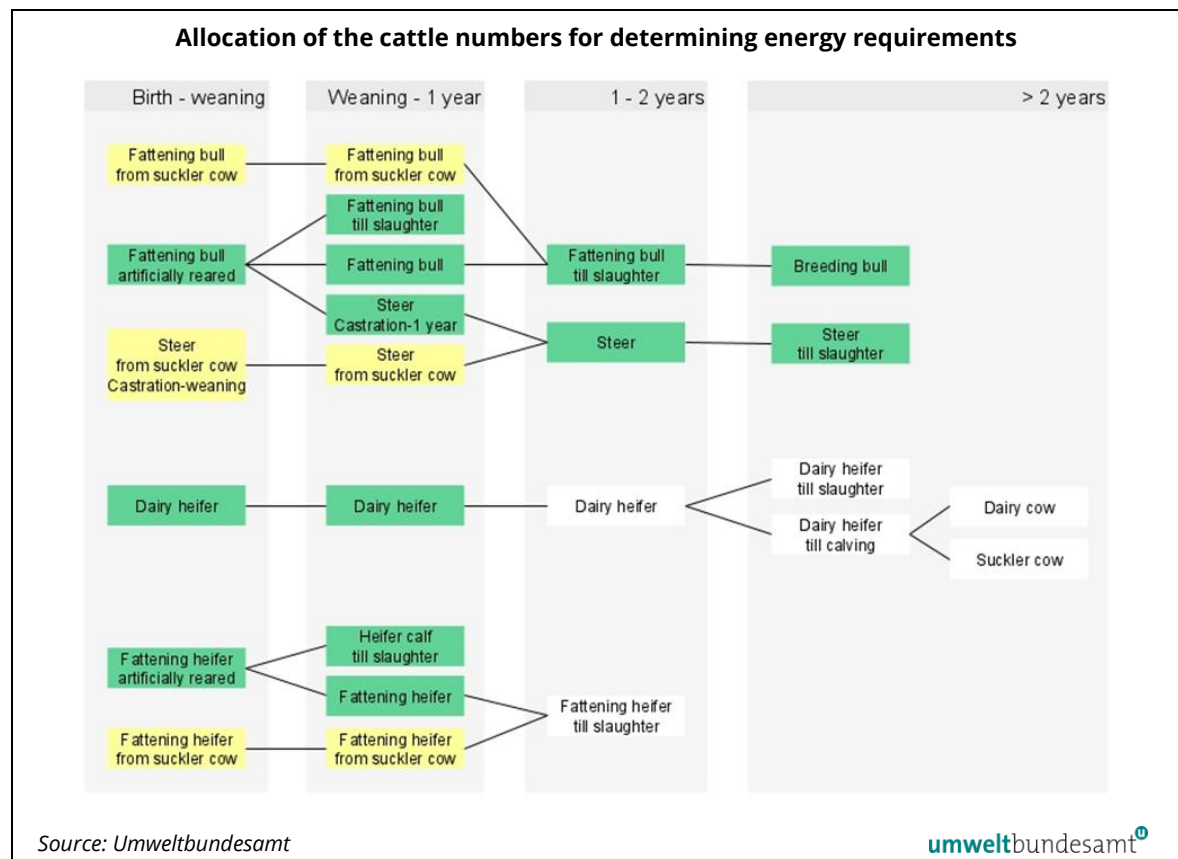 Allocation of the cattle numbers for determining energy requirements
Birth - weaning
Weaning - 1 year
1 - 2 years
> 2 years
Fattening bull
from suckler cow
Fattening bull
from suckler cow
Fattening bull
till slaughter
Fattening bull
artificially reared
Fattening bull
Fattening bull
till slaughter
Breeding bull
Steer
Castration-1 year
Steer
from suckler cow
Castration-weaning
Steer
from suckler cow
Steer
Steer
till slaughter
Dairy heifer
Dairy heifer
Dairy heifer
Dairy heifer
till slaughter
Dairy heifer
till calving
Dairy cow
Suckler cow
Fattening heifer
artificially reared
Heifer calf
till slaughter
Fattening heifer
Fattening heifer
till slaughter
Fattening heifer
from suckler cow
Fattening heifer
from suckler cow
Source: Umweltbundesamt
umweltbundesamt u